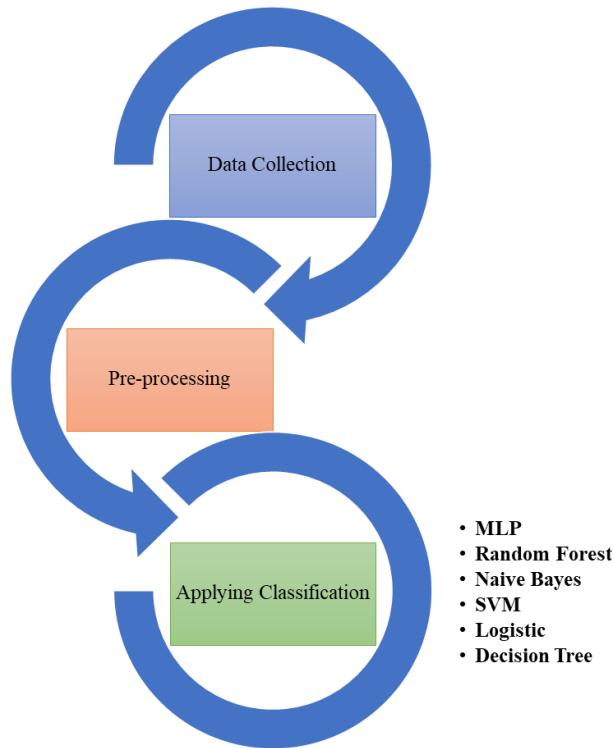 Data Collection
Pre-processing
Applying Classification
• MLP
• Random Forest
• Naive Bayes
• SVM
• Logistic
• Decision Tree